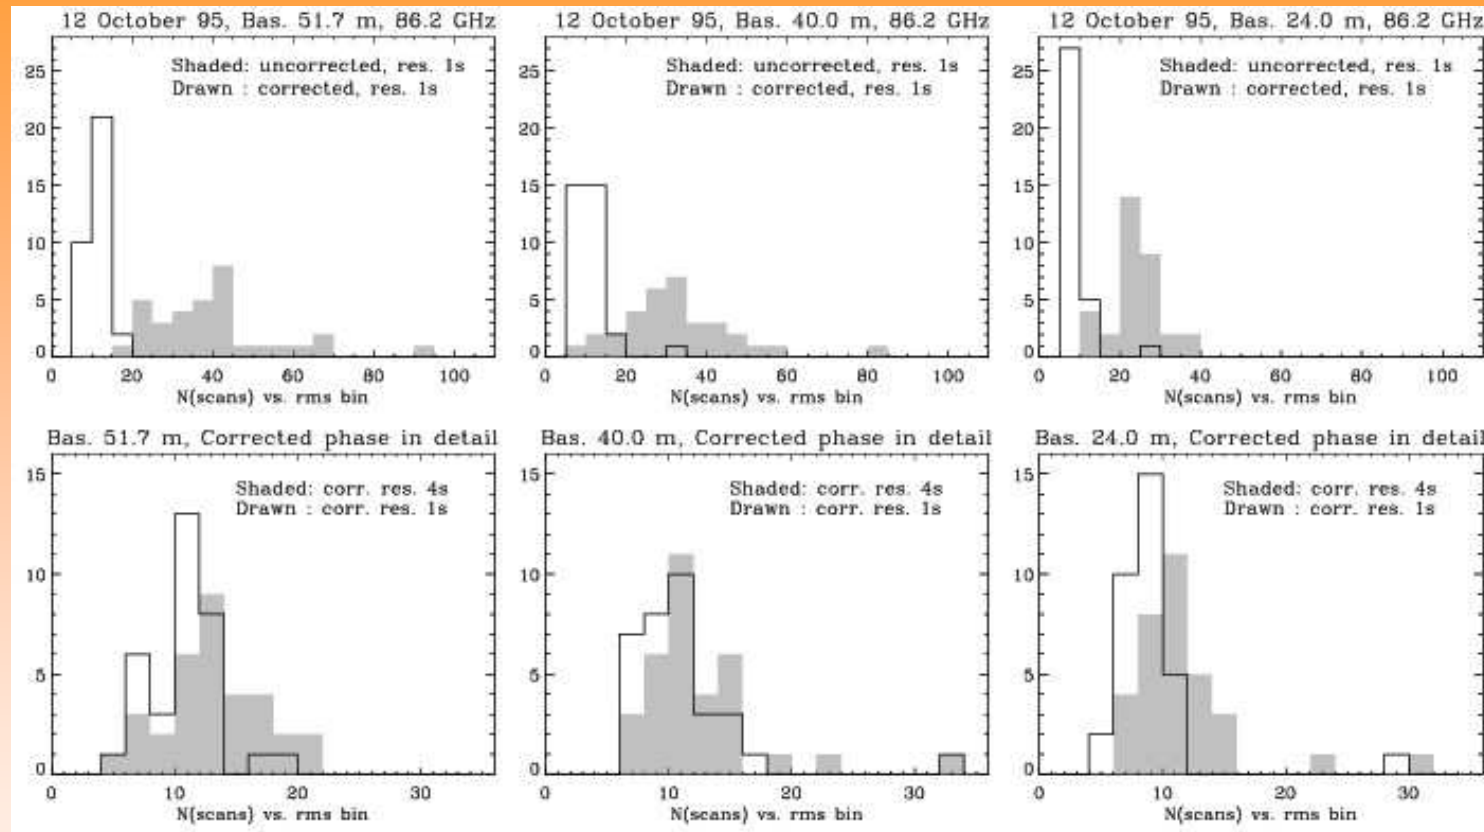 12 October 95, Bas. 51.7 m, 86.2 GHz
Shaded: uncorrected, res. 1s
Drawn : corrected, res. 1s
25
20
15
10
5
0
0 20 40 60 80 100
N(scans) vs. rms bin
12 October 95, Bas. 40.0 m, 86.2 GHz
Shaded: uncorrected, res. 1s
Drawn : corrected, res. 1s
25
20
15
10
5
0
0 20 40 60 80 100
N(scans) vs. rms bin
12 October 95, Bas. 24.0 m, 86.2 GHz
Shaded: uncorrected, res. 1s
Drawn : corrected, res. 1s
25
20
15
10
5
0
0 20 40 60 80 100
N(scans) vs. rms bin
Bas. 51.7 m, Corrected phase in detail
Shaded: corr. res. 4s
Drawn : corr. res. 1s
15
10
5
0
0 10 20 30
N(scans) vs. rms bin
Bas. 40.0 m, Corrected phase in detail
Shaded: corr. res. 4s
Drawn : corr. res. 1s
15
10
5
0
0 10 20 30
N(scans) vs. rms bin
Bas. 24.0 m, Corrected phase in detail
Shaded: corr. res. 4s
Drawn : corr. res. 1s
15
10
5
0
0 10 20 30
N(scans) vs. rms bin